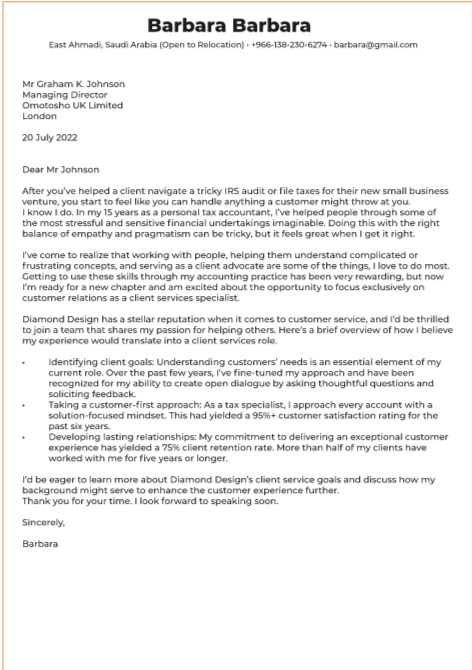 Barbara Barbara
East Ahmadi, Saudi Arabia (Open to Relocation) · +966-138-230-6274 · barbara@gmail.com
Mr Graham K. Johnson
Managing Director
Omotosho UK Limited
London
20 July 2022
Dear Mr Johnson
After you’ve helped a client navigate a tricky IRS audit or file taxes for their new small business
venture, you start to feel like you can handle anything a customer might throw at you.
I know I do. In my 15 years as a personal tax accountant, I’ve helped people through some of
the most stressful and sensitive financial undertakings imaginable. Doing this with the right
balance of empathy and pragmatism can be tricky, but it feels great when I get it right.
I’ve come to realize that working with people, helping them understand complicated or
frustrating concepts, and serving as a client advocate are some of the things, I love to do most.
Getting to use these skills through my accounting practice has been very rewarding, but now
I’m ready for a new chapter and am excited about the opportunity to focus exclusively on
customer relations as a client services specialist.
Diamond Design has a stellar reputation when it comes to customer service, and I’d be thrilled
to join a team that shares my passion for helping others. Here’s a brief overview of how I believe
my experience would translate into a client services role.
• Identifying client goals: Understanding customers’ needs is an essential element of my
current role. Over the past few years, I’ve fine-tuned my approach and have been
recognized for my ability to create open dialogue by asking thoughtful questions and
soliciting feedback.
• Taking a customer-first approach: As a tax specialist, I approach every account with a
solution-focused mindset. This had yielded a 95%+ customer satisfaction rating for the
past six years.
• Developing lasting relationships: My commitment to delivering an exceptional customer
experience has yielded a 75% client retention rate. More than half of my clients have
worked with me for five years or longer.
I’d be eager to learn more about Diamond Design’s client service goals and discuss how my
background might serve to enhance the customer experience further.
Thank you for your time. I look forward to speaking soon.
Sincerely,
Barbara